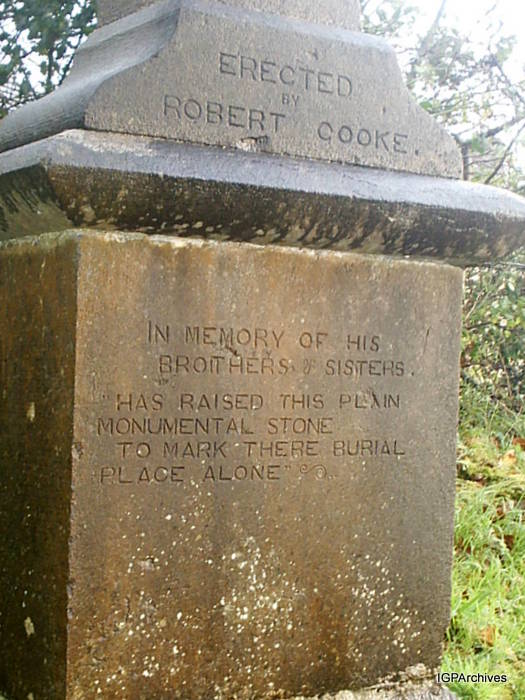 ERECTED
BY
ROBERT COOKE.
IN MEMORY OF HIS
BROITHERS & SISTERS.
"HAS RAISED THIS PLAIN
MONUMENTAL STONE
TO MARK THERE BURIAL
PLACE ALONE"
IGPArchives